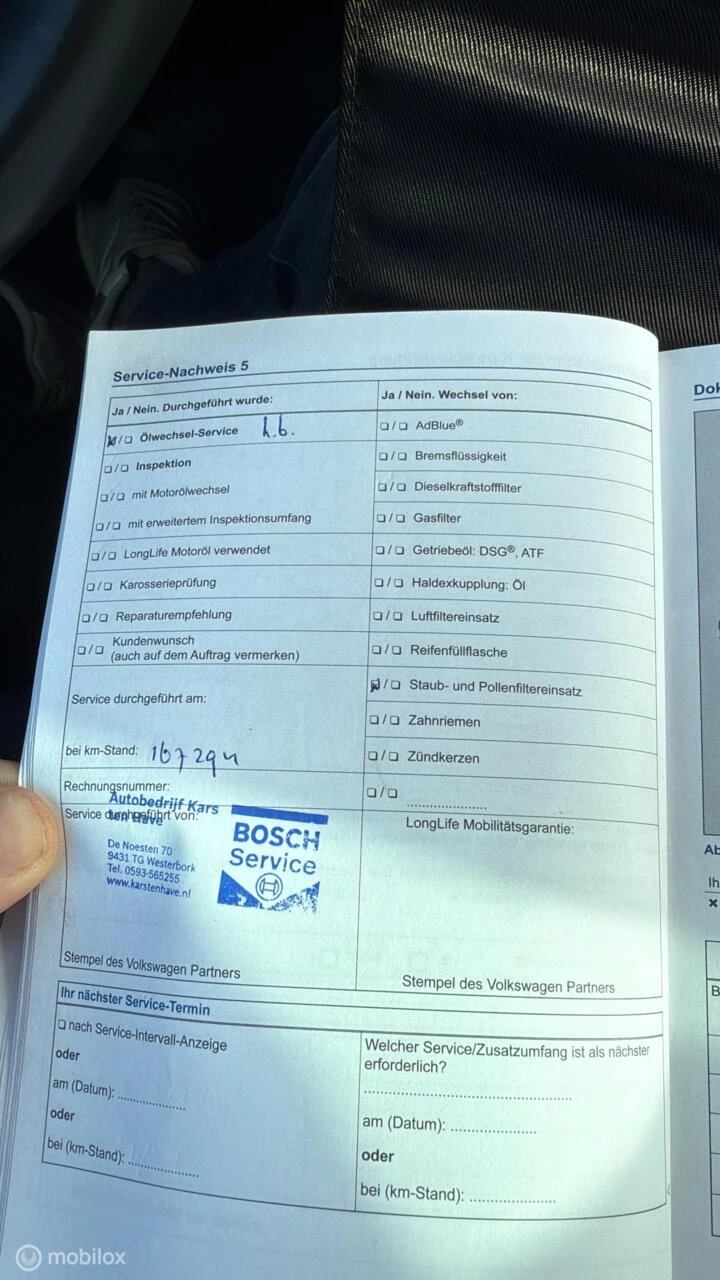 Service-Nachweis 5
Ja / Nein. Durchgeführt wurde:
☒/❏ Ölwechsel-Service h.b.
❏/❏ Inspektion
❏/❏ mit Motorölwechsel
❏/❏ mit erweitertem Inspektionsumfang
❏/❏ LongLife Motoröl verwendet
❏/❏ Karosserieprüfung
❏/❏ Reparaturempfehlung
❏/❏ Kundenwunsch
(auch auf dem Auftrag vermerken)
Service durchgeführt am:
bei km-Stand:
Rechnungsnummer:
Service durchgeführt von:
Autobedrijf Kars
ten Have
De Noesten 70
9431 TG Westerbork
Tel. 0593-565255
www.karstenhave.nl
BOSCH
Service
Stempel des Volkswagen Partners
Ja / Nein. Wechsel von:
❏/❏ AdBlue®
❏/❏ Bremsflüssigkeit
❏/❏ Dieselkraftstofffilter
❏/❏ Gasfilter
❏/❏ Getriebeöl: DSG®, ATF
❏/❏ Haldexkupplung: Öl
❏/❏ Luftfiltereinsatz
❏/❏ Reifenfüllflasche
☒/❏ Staub- und Pollenfiltereinsatz
❏/❏ Zahnriemen
❏/❏ Zündkerzen
❏/❏ ......................
LongLife Mobilitätsgarantie:
Stempel des Volkswagen Partners
Ihr nächster Service-Termin
❏ nach Service-Intervall-Anzeige
oder
am (Datum): ..................
oder
bei (km-Stand): ..................
Welcher Service/Zusatzumfang ist als nächster
erforderlich?
......................................................
am (Datum): ......................
oder
bei (km-Stand): ......................
Dok
Ab
Ih
×
B
mobilox